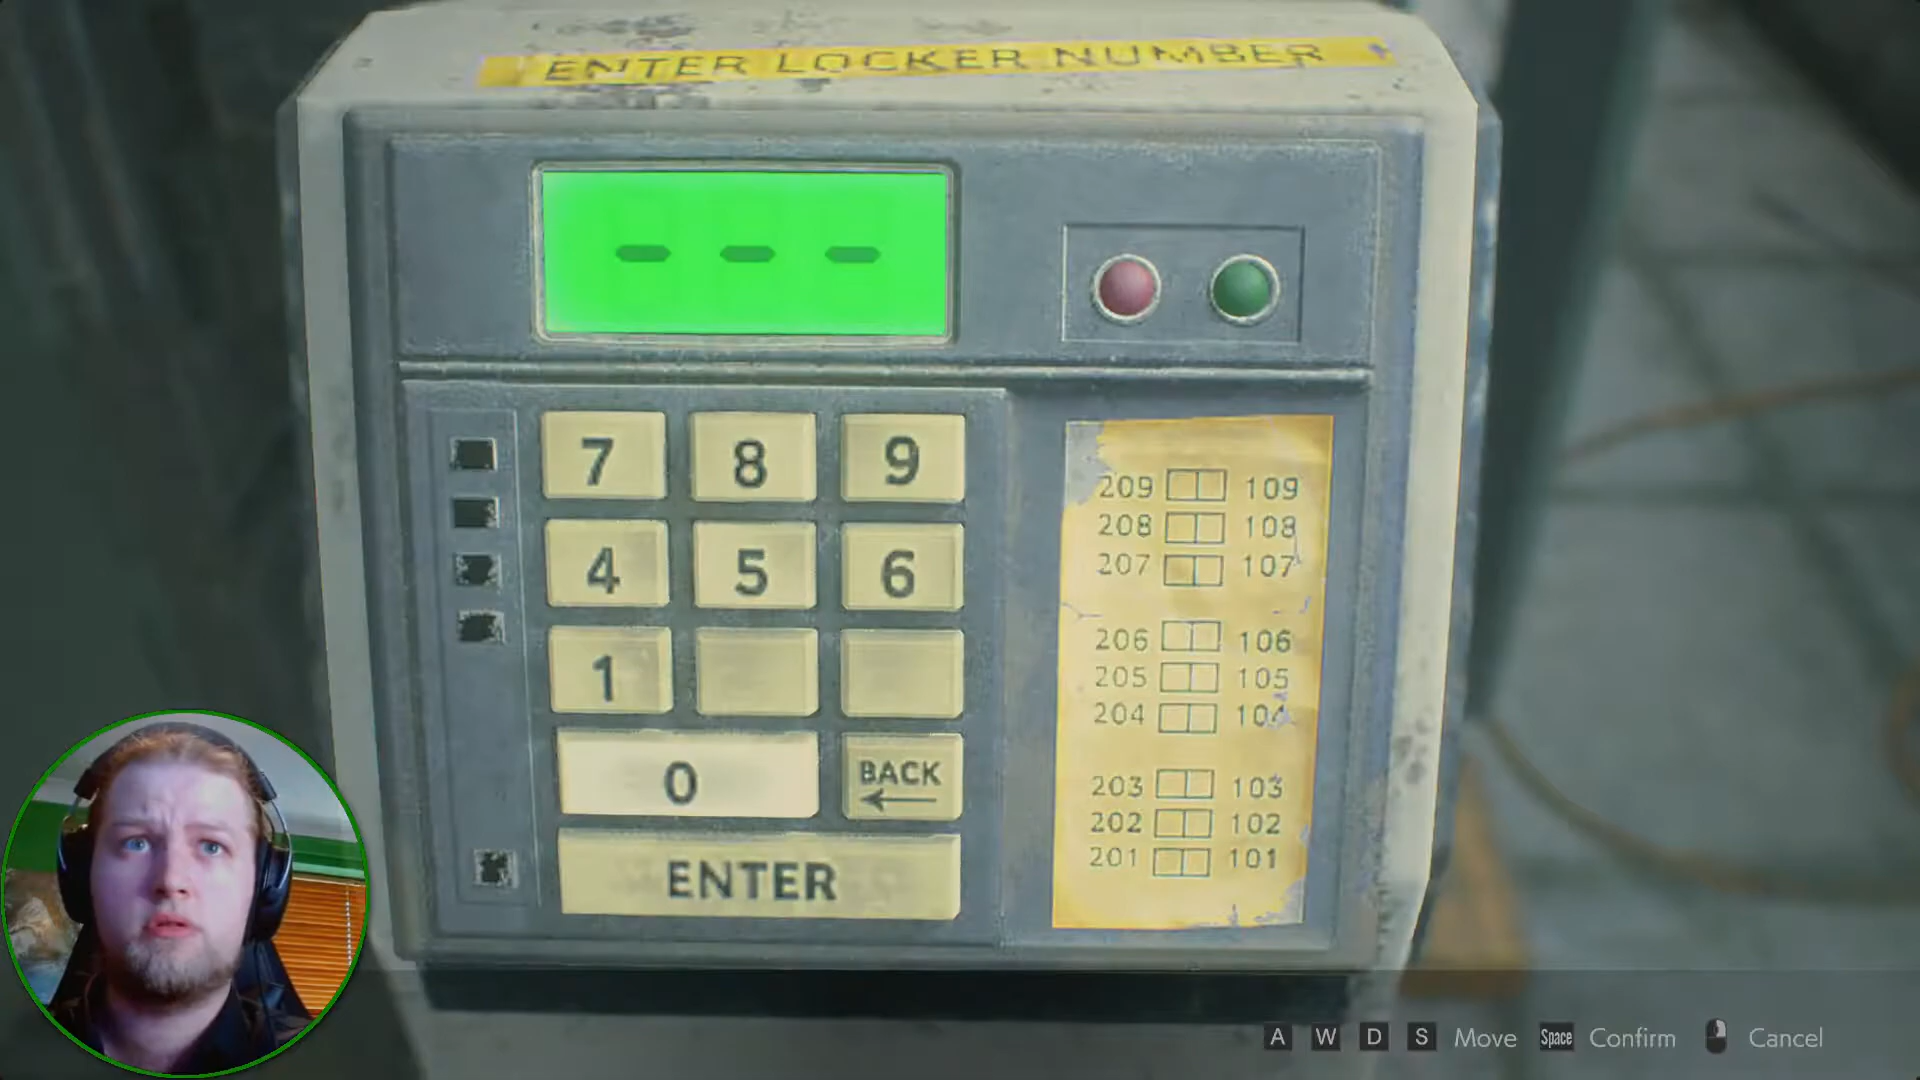 ENTER LOCKER NUMBER
- - -
7 8 9
4 5 6
1
0 BACK
ENTER
209 109
208 108
207 107
206 106
205 105
204 104
203 103
202 102
201 101
A W D S Move Space Confirm Cancel